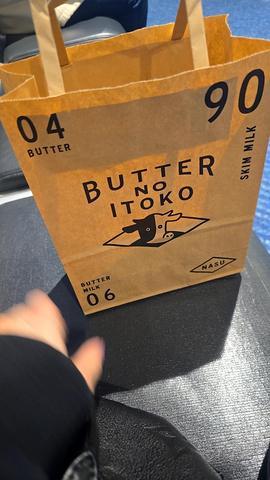 04
BUTTER
90
SKIM MILK
BUTTER
NO
ITOKO
BUTTER
MILK
06
NASU